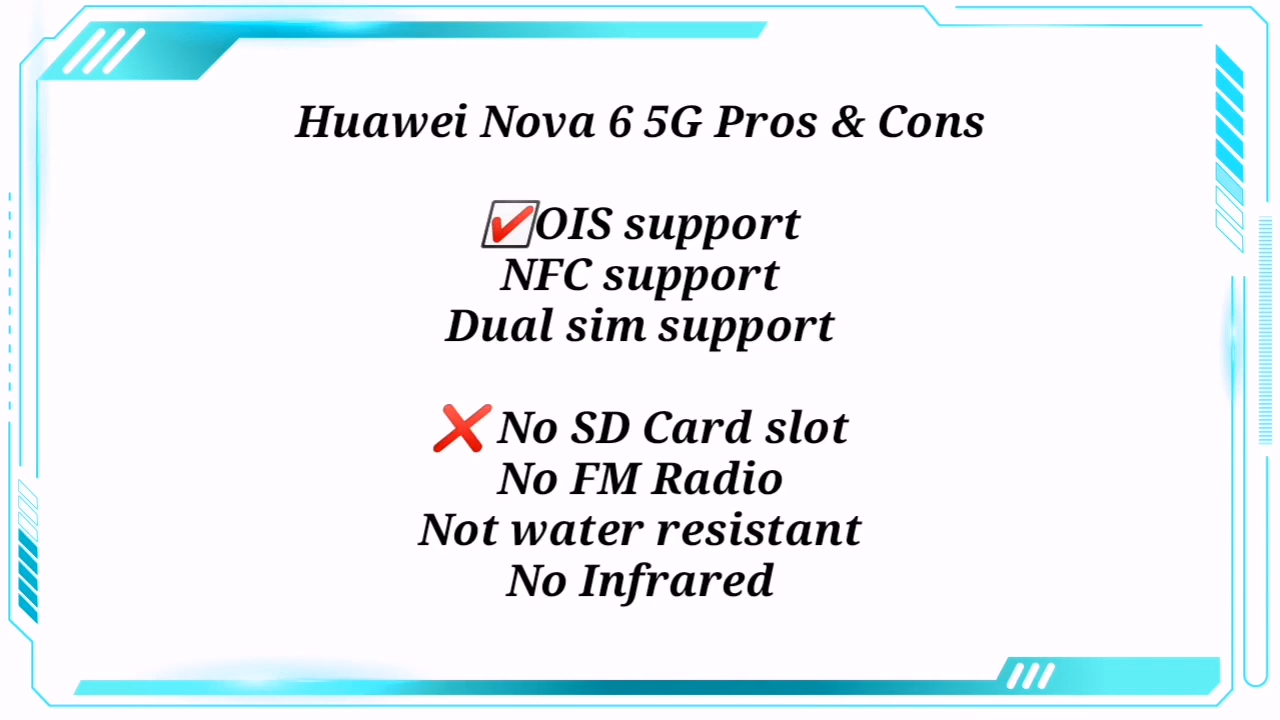 Huawei Nova 6 5G Pros & Cons
✔OIS support
NFC support
Dual sim support
❌ No SD Card slot
No FM Radio
Not water resistant
No Infrared